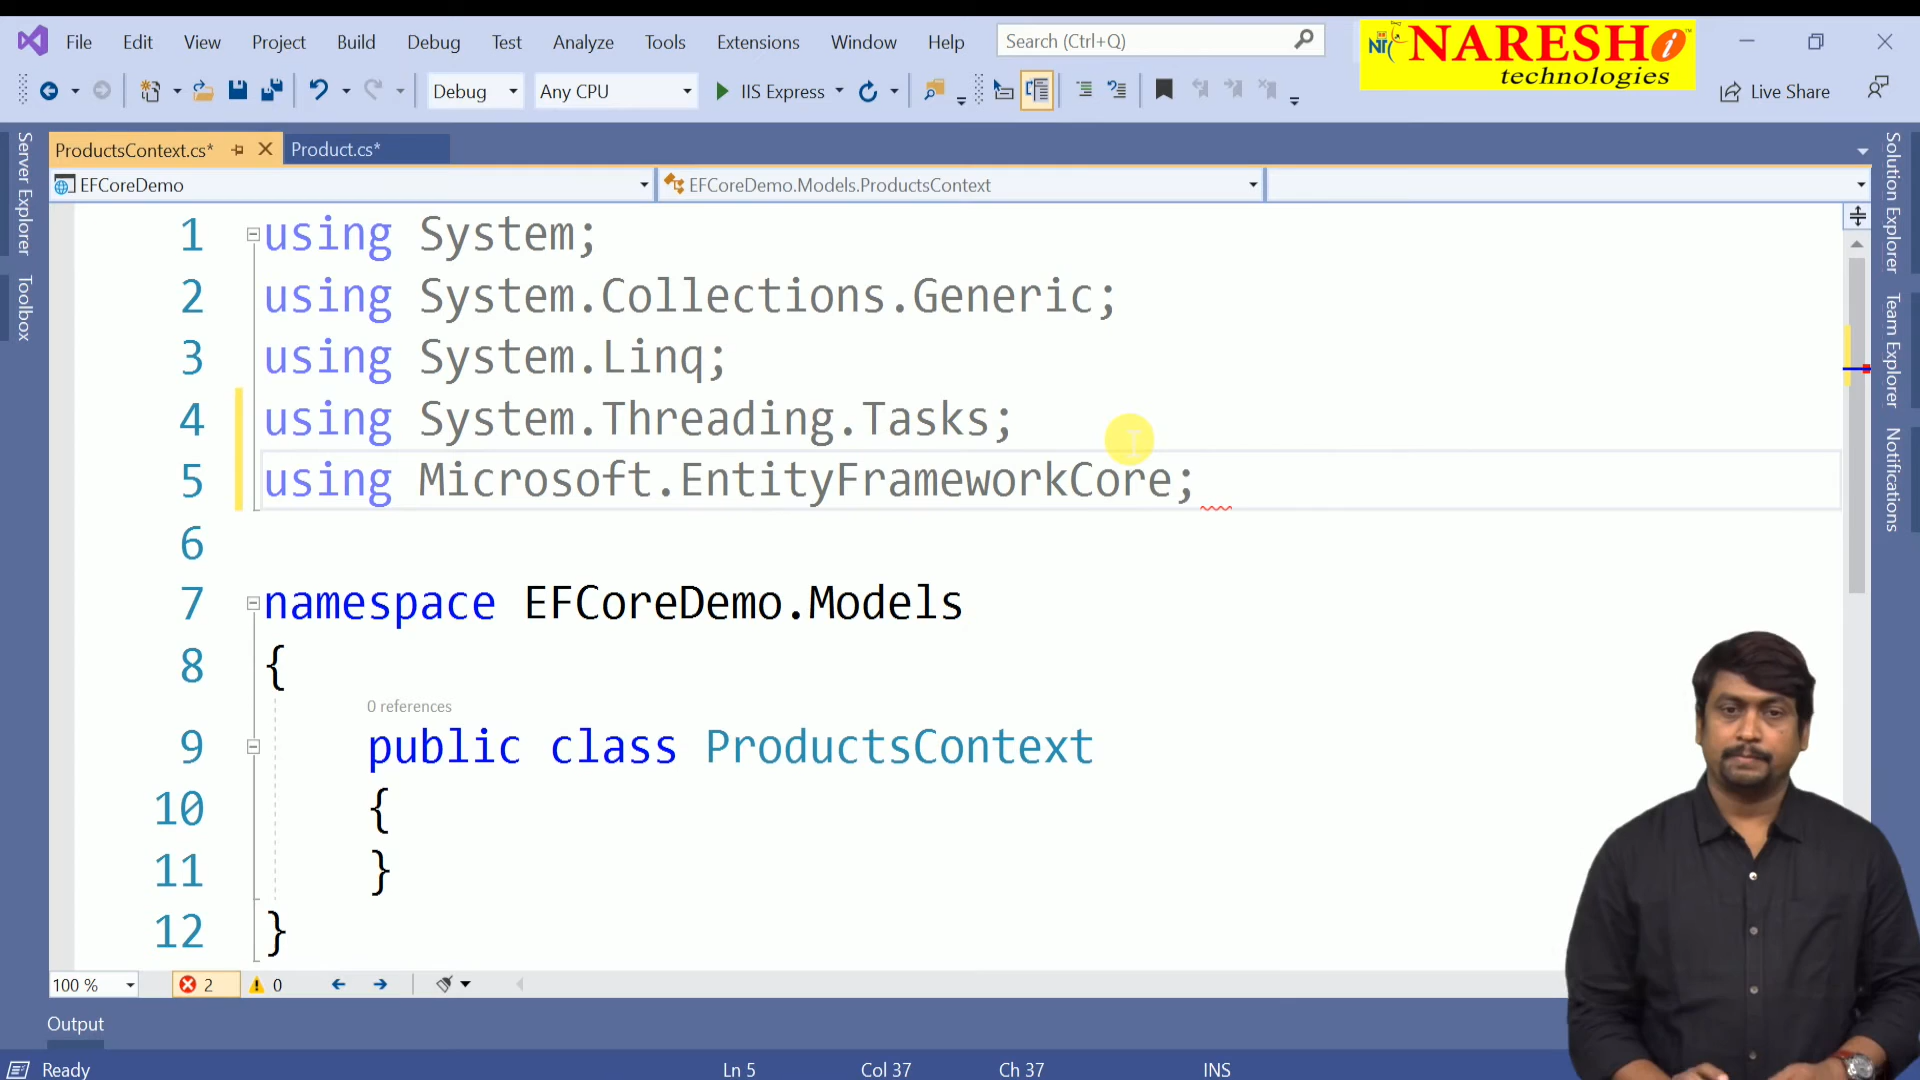 File Edit View Project Build Debug Test Analyze Tools Extensions Window Help Search (Ctrl+Q)
NARESH i
technologies
Debug Any CPU IIS Express Live Share
ProductsContext.cs* Product.cs*
EFCoreDemo EFCoreDemo.Models.ProductsContext
Server Explorer
Toolbox
Solution Explorer
Team Explorer
Notifications
1 using System;
2 using System.Collections.Generic;
3 using System.Linq;
4 using System.Threading.Tasks;
5 using Microsoft.EntityFrameworkCore;
6
7 namespace EFCoreDemo.Models
8 {
0 references
9 public class ProductsContext
10 {
11 }
12 }
100 % 2 0
Output
Ready Ln 5 Col 37 Ch 37 INS